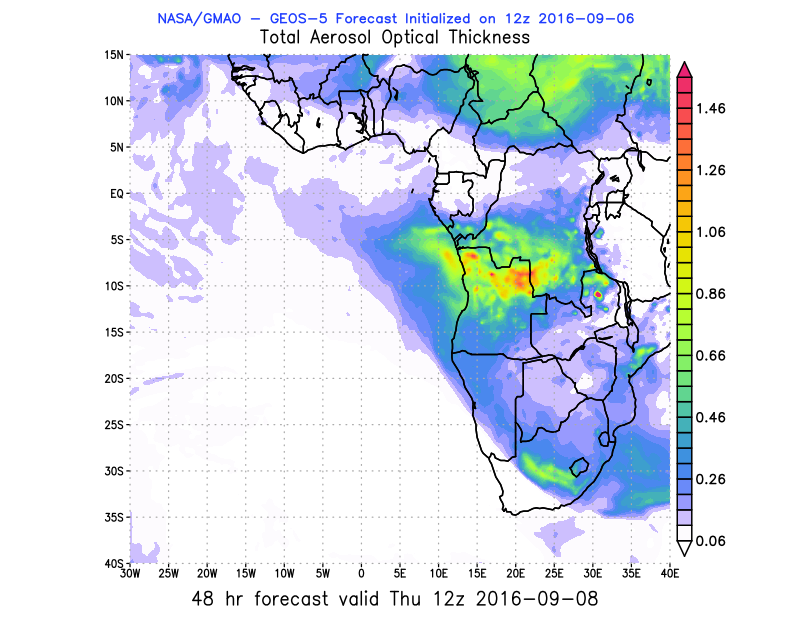 NASA/GMAO − GEOS−5 Forecast Initialized on 12z 2016−09−06
Total Aerosol Optical Thickness
15N
10N
5N
EQ
5S
10S
15S
20S
25S
30S
35S
40S
30W 25W 20W 15W 10W 5W 0 5E 10E 15E 20E 25E 30E 35E 40E
1.46
1.26
1.06
0.86
0.66
0.46
0.26
0.06
48 hr forecast valid Thu 12z 2016−09−08